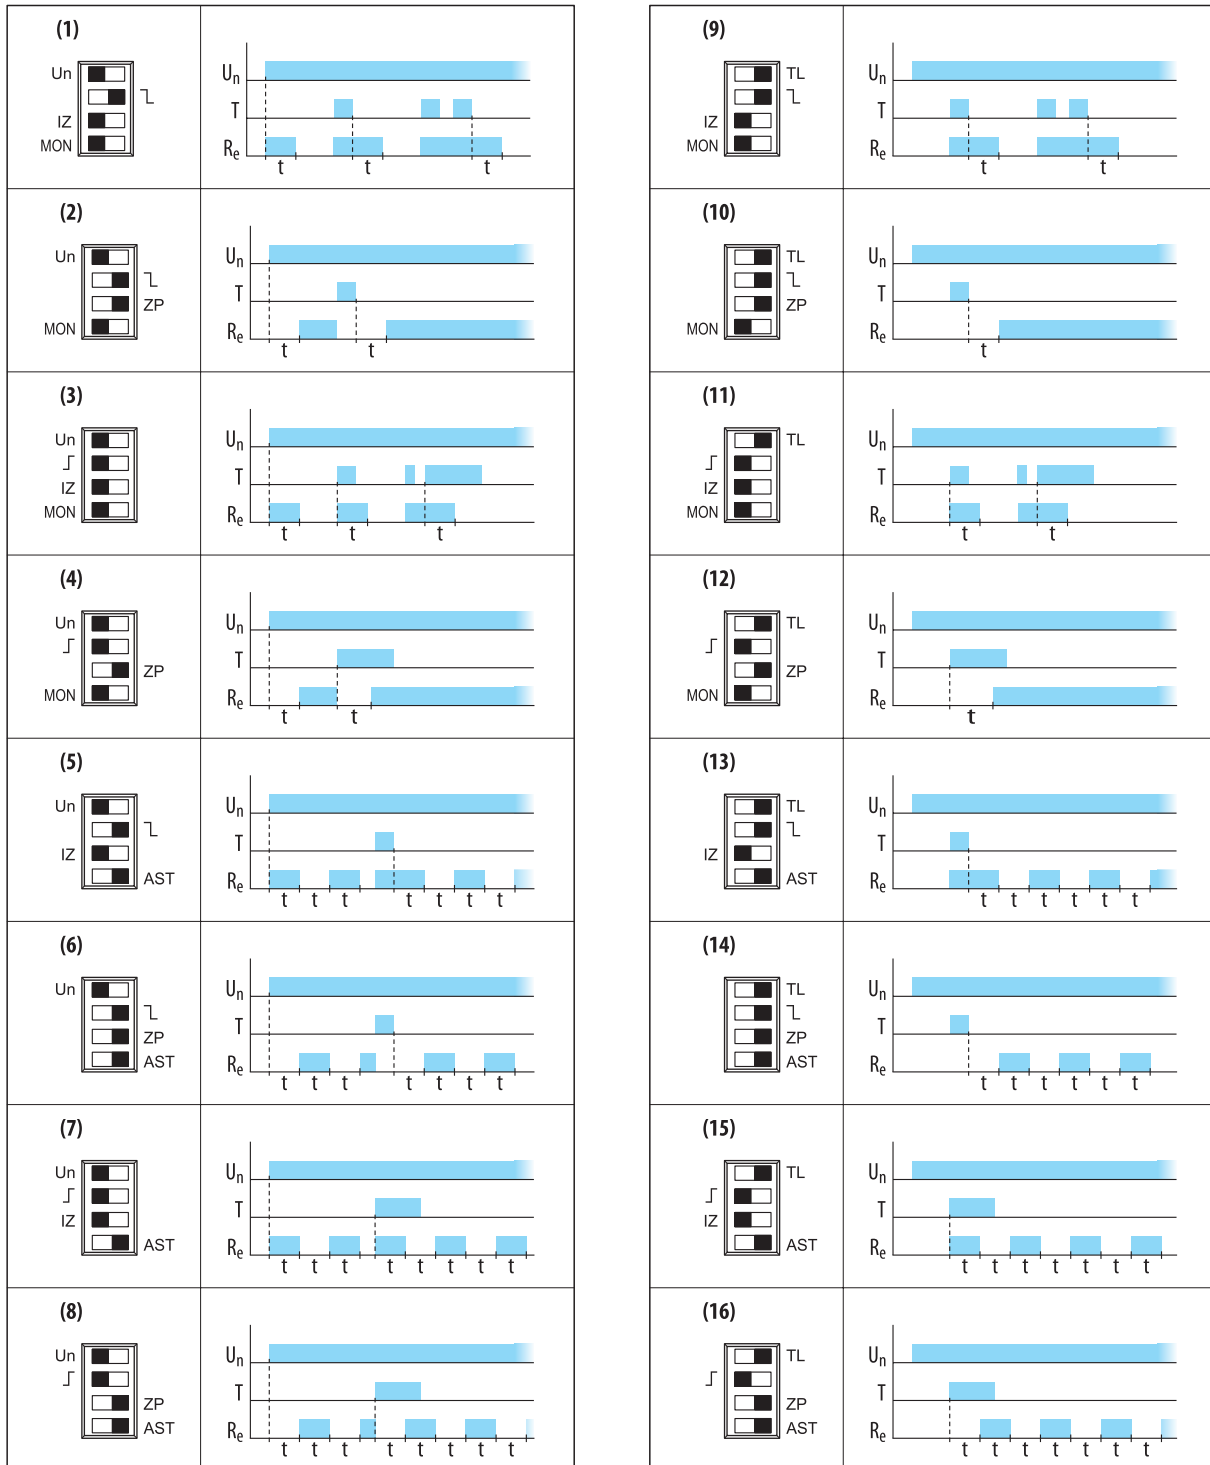 (1)
Un
IZ
MON
Un
T
Re
t t t
(2)
Un
ZP
MON
Un
T
Re
t t
(3)
Un
IZ
MON
Un
T
Re
t t t
(4)
Un
ZP
MON
Un
T
Re
t t
(5)
Un
IZ
AST
Un
T
Re
t t t t t t t
(6)
Un
ZP
AST
Un
T
Re
t t t t t t t
(7)
Un
IZ
AST
Un
T
Re
t t t t t t t t
(8)
Un
ZP
AST
Un
T
Re
t t t t t t t t
(9)
TL
IZ
MON
Un
T
Re
t t
(10)
TL
ZP
MON
Un
T
Re
t
(11)
TL
IZ
MON
Un
T
Re
t t
(12)
TL
ZP
MON
Un
T
Re
t
(13)
TL
IZ
AST
Un
T
Re
t t t t t t
(14)
TL
ZP
AST
Un
T
Re
t t t t t t
(15)
TL
IZ
AST
Un
T
Re
t t t t t t t
(16)
TL
ZP
AST
Un
T
Re
t t t t t t t